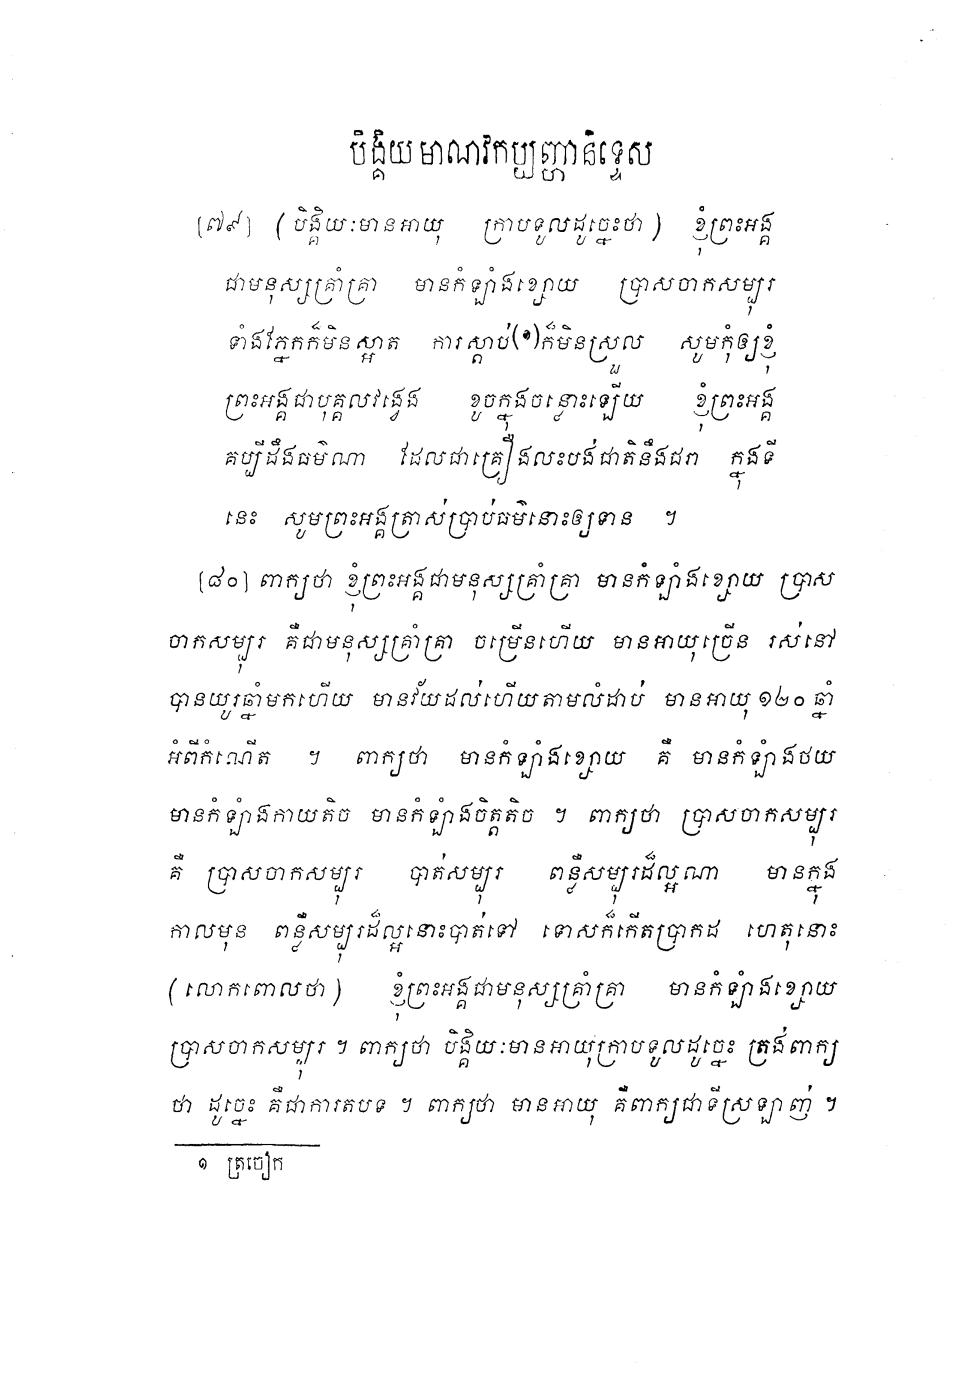 បិង្គិយមាណវកប្បញ្ហានិទ្ទេស
[៧៩] (បិង្គិយៈមានអាយុ ក្រាបទូលដូច្នេះថា) ខ្ញុំព្រះអង្គ
ជាមនុស្សគ្រាំគ្រា មានកំឡាំងខ្សោយ ប្រាសចាកសម្បុរ
ទាំងភ្នែកក៏មិនស្អាត ការស្តាប់(១)ក៏មិនស្រួល សូមកុំឲ្យខ្ញុំ
ព្រះអង្គជាបុគ្គលវង្វេង ខូចក្នុងចន្លោះឡើយ ខ្ញុំព្រះអង្គ
គប្បីដឹងធម៌ណា ដែលជាគ្រឿងលះបង់ជាតិនឹងជរា ក្នុងទី
នេះ សូមព្រះអង្គត្រាស់ប្រាប់ធម៌នោះឲ្យទាន ។
[៨០] ពាក្យថា ខ្ញុំព្រះអង្គជាមនុស្សគ្រាំគ្រា មានកំឡាំងខ្សោយ ប្រាស
ចាកសម្បុរ គឺជាមនុស្សគ្រាំគ្រា ចម្រើនហើយ មានអាយុច្រើន រស់នៅ
បានយូរឆ្នាំមកហើយ មានវ័យដល់ហើយតាមលំដាប់ មានអាយុ ១២០ ឆ្នាំ
អំពីកំណើត ។ ពាក្យថា មានកំឡាំងខ្សោយ គឺ មានកំឡាំងថយ
មានកំឡាំងកាយតិច មានកំឡាំងចិត្តតិច ។ ពាក្យថា ប្រាសចាកសម្បុរ
គឺ ប្រាសចាកសម្បុរ បាត់សម្បុរ ពន្លឺសម្បុរដ៏ល្អណា មានក្នុង
កាលមុន ពន្លឺសម្បុរដ៏ល្អនោះបាត់ទៅ ទោសក៏កើតប្រាកដ ហេតុនោះ
(លោកពោលថា) ខ្ញុំព្រះអង្គជាមនុស្សគ្រាំគ្រា មានកំឡាំងខ្សោយ
ប្រាសចាកសម្បុរ ។ ពាក្យថា បិង្គិយៈមានអាយុក្រាបទូលដូច្នេះ ត្រង់ពាក្យ
ថា ដូច្នេះ គឺជាការតបទ ។ ពាក្យថា មានអាយុ គឺពាក្យជាទីស្រឡាញ់ ។
១ ត្រចៀក